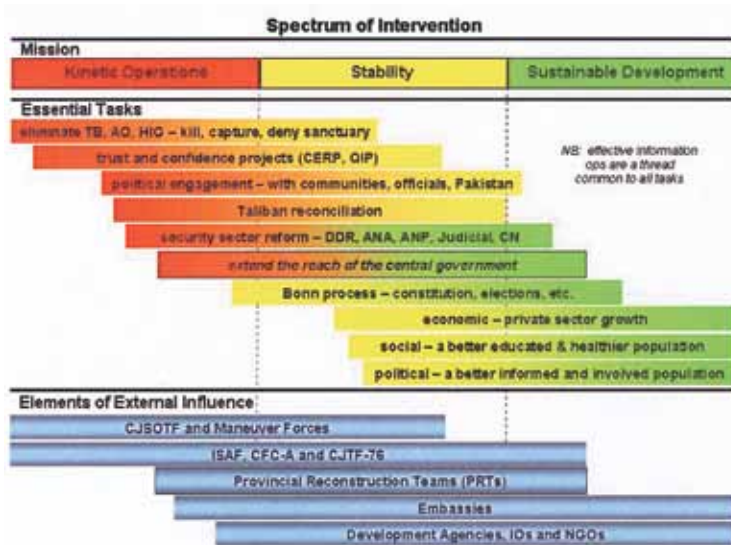 Spectrum of Intervention
Mission
Kinetic Operations
Stability
Sustainable Development
Essential Tasks
eliminate TB, AQ, HIG – kill, capture, deny sanctuary
trust and confidence projects (CERP, QIP)
NB: effective information
ops are a thread
common to all tasks
political engagement – with communities, officials, Pakistan
Taliban reconciliation
security sector reform – DDR, ANA, ANP, Judicial, CN
extend the reach of the central government
Bonn process – constitution, elections, etc.
economic – private sector growth
social – a better educated & healthier population
political – a better informed and involved population
Elements of External Influence
CJSOTF and Maneuver Forces
ISAF, CFC-A and CJTF-76
Provincial Reconstruction Teams (PRTs)
Embassies
Development Agencies, IOs and NGOs